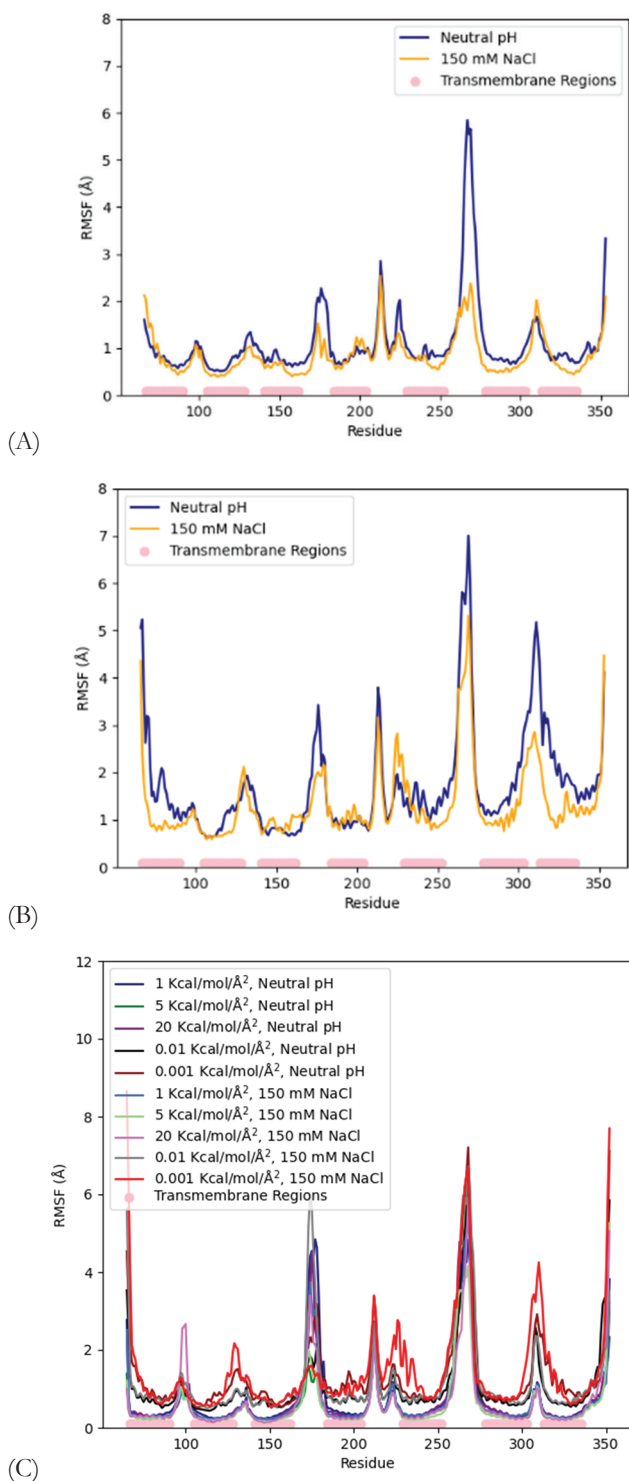 8
7
6
5
4
3
2
1
0
RMSF (Å)
Neutral pH
150 mM NaCl
Transmembrane Regions
100
150
200
250
300
350
Residue
(A)
8
7
6
5
4
3
2
1
0
RMSF (Å)
Neutral pH
150 mM NaCl
Transmembrane Regions
100
150
200
250
300
350
Residue
(B)
12
10
8
6
4
2
0
RMSF (Å)
1 Kcal/mol/Å², Neutral pH
5 Kcal/mol/Å², Neutral pH
20 Kcal/mol/Å², Neutral pH
0.01 Kcal/mol/Å², Neutral pH
0.001 Kcal/mol/Å², Neutral pH
1 Kcal/mol/Å², 150 mM NaCl
5 Kcal/mol/Å², 150 mM NaCl
20 Kcal/mol/Å², 150 mM NaCl
0.01 Kcal/mol/Å², 150 mM NaCl
0.001 Kcal/mol/Å², 150 mM NaCl
Transmembrane Regions
100
150
200
250
300
350
Residue
(C)